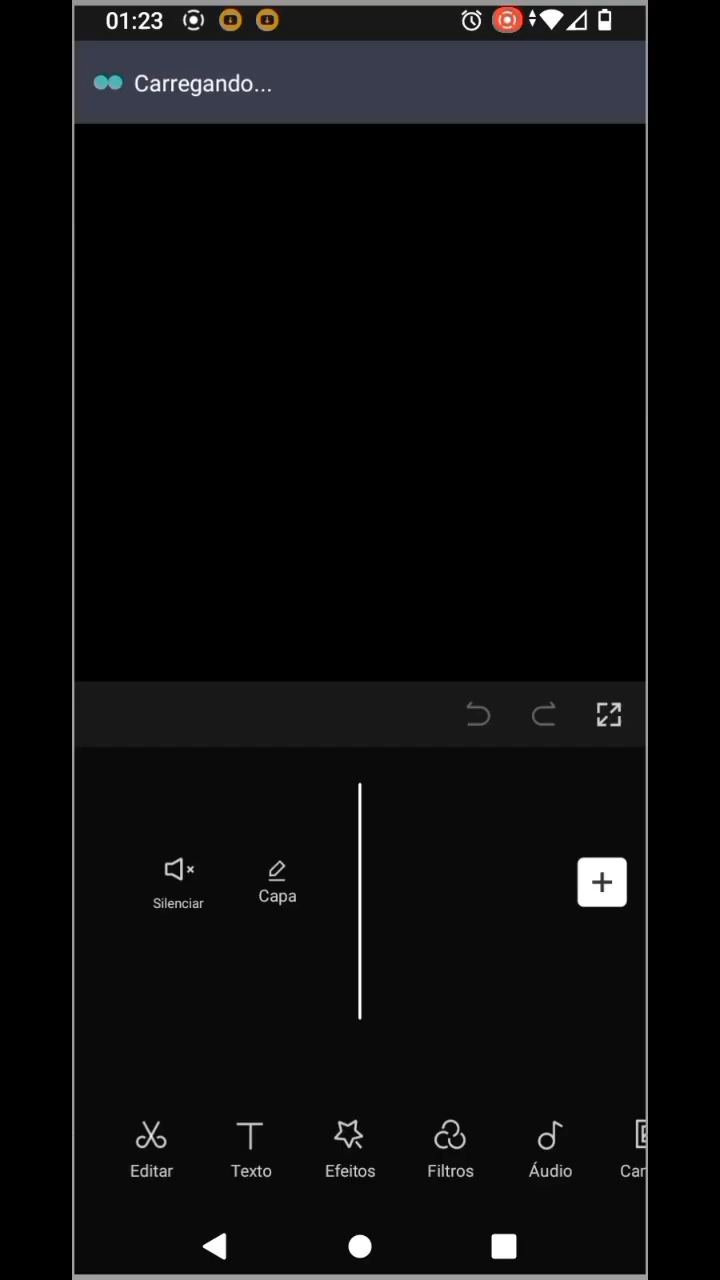 01:23
Carregando...
Silenciar
Capa
Editar Texto Efeitos Filtros Áudio